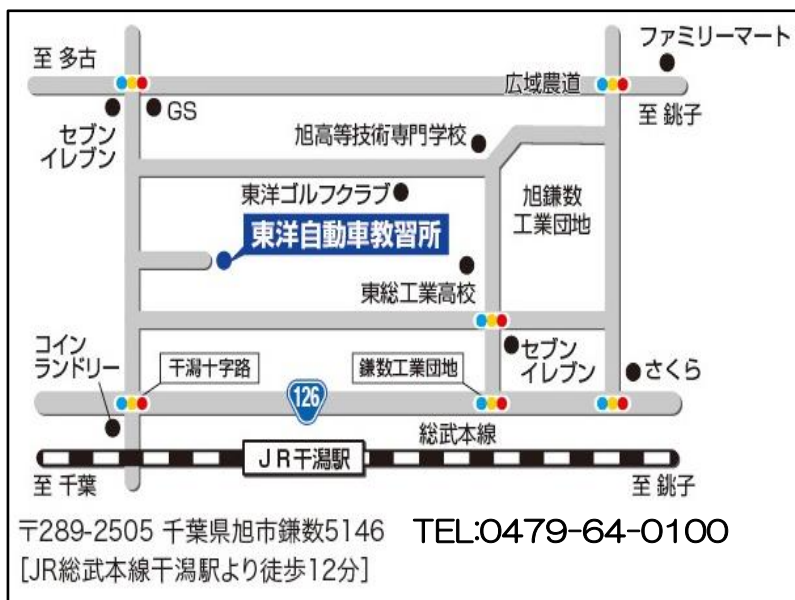 ファミリーマート
至 多古
広域農道
GS
至 銚子
セブン
イレブン
旭高等技術専門学校
東洋ゴルフクラブ
旭鎌数
工業団地
東洋自動車教習所
東総工業高校
コイン
ランドリー
干潟十字路
126
鎌数工業団地
セブン
イレブン
さくら
総武本線
JR干潟駅
至 千葉
至 銚子
〒289-2505 千葉県旭市鎌数5146 TEL:0479-64-0100
[JR総武本線干潟駅より徒歩12分]